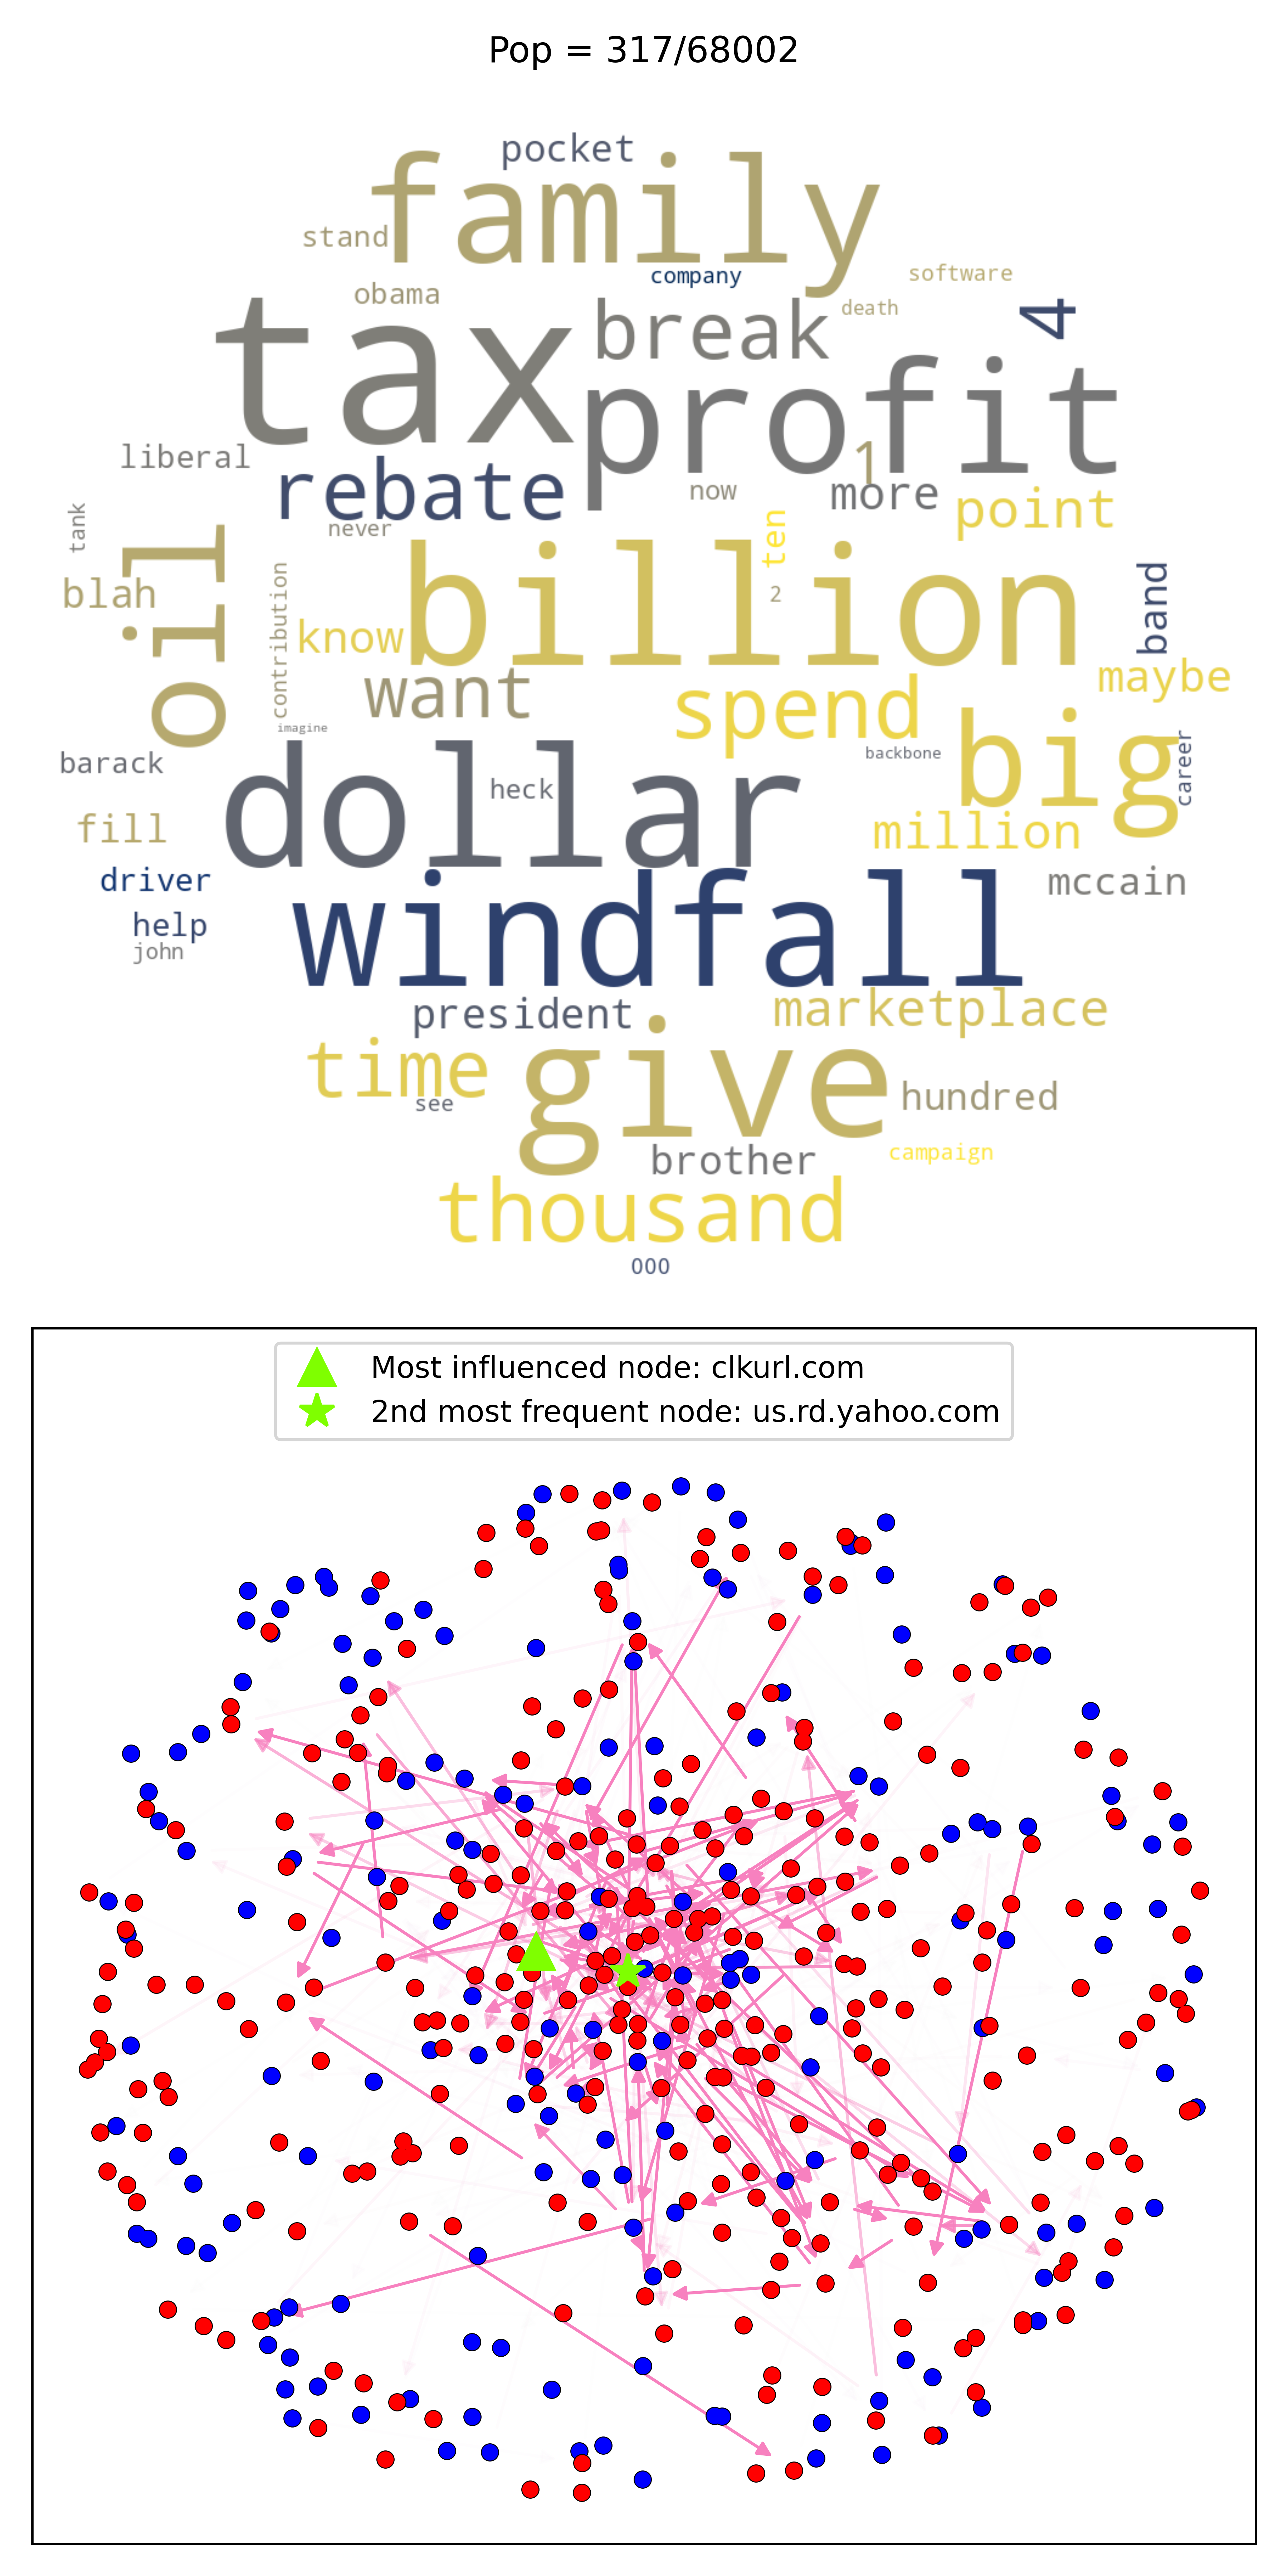 Pop = 317/68002
pocket
family
stand
company
software
obama
death
4
tax
break
profit
liberal
1
rebate
now
more
point
tank
never
ten
oil
billion
blah
contribution
2
band
know
want
maybe
spend
imagine
big
barack
dollar
heck
backbone
career
fill
million
driver
windfall
mccain
help
john
president
marketplace
time
give
see
hundred
brother
campaign
thousand
000
Most influenced node: clkurl.com
2nd most frequent node: us.rd.yahoo.com